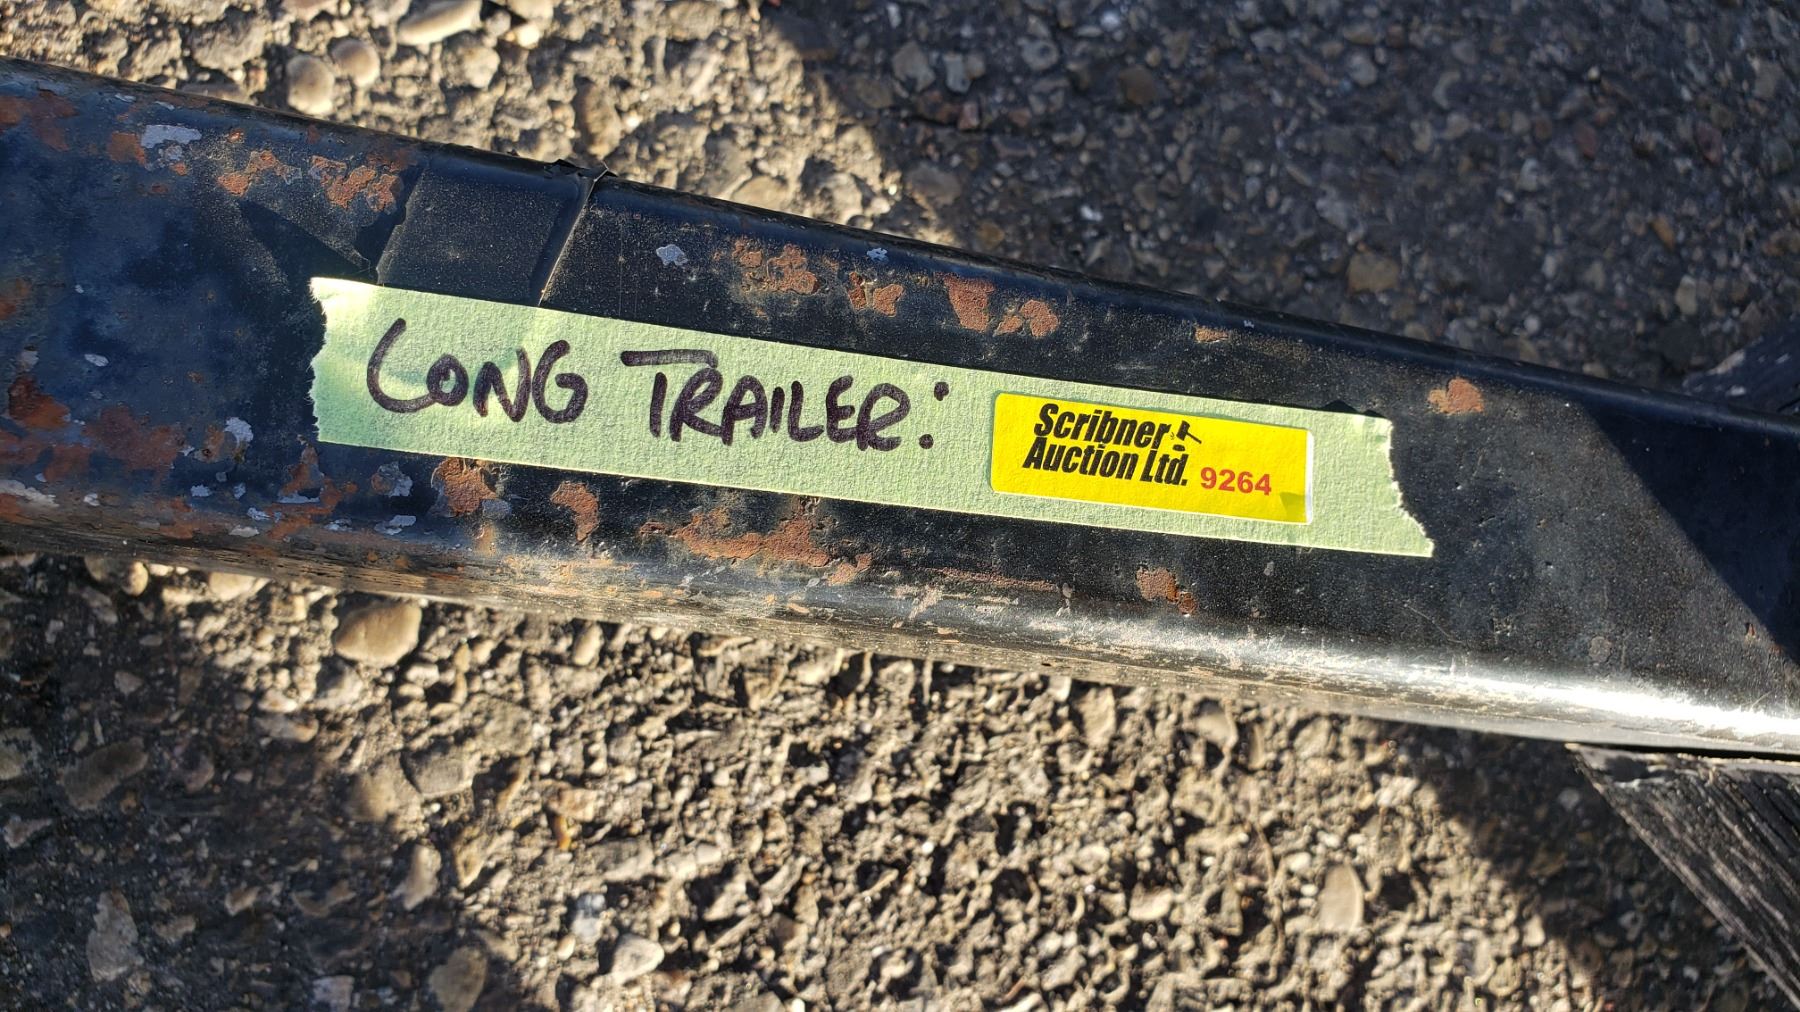 LONG TRAILER:
Scribner
Auction Ltd. 9264